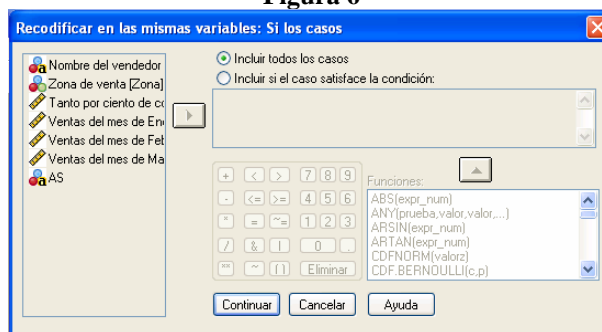 Figura 6
Recodificar en las mismas variables: Si los casos
Nombre del vendedor
Zona de venta [Zona]
Tanto por ciento de co
Ventas del mes de Ene
Ventas del mes de Feb
Ventas del mes de Ma
AS
Incluir todos los casos
Incluir si el caso satisface la condición:
+ < > 7 8 9
- <= >= 4 5 6
* = ~= 1 2 3
/ & | 0 .
** ~ () Eliminar
Funciones:
ABS(expr_num)
ANY(prueba,valor,valor,...)
ARSIN(expr_num)
ARTAN(expr_num)
CDFNORM(valorz)
CDF.BERNOULLI(c,p)
Continuar Cancelar Ayuda